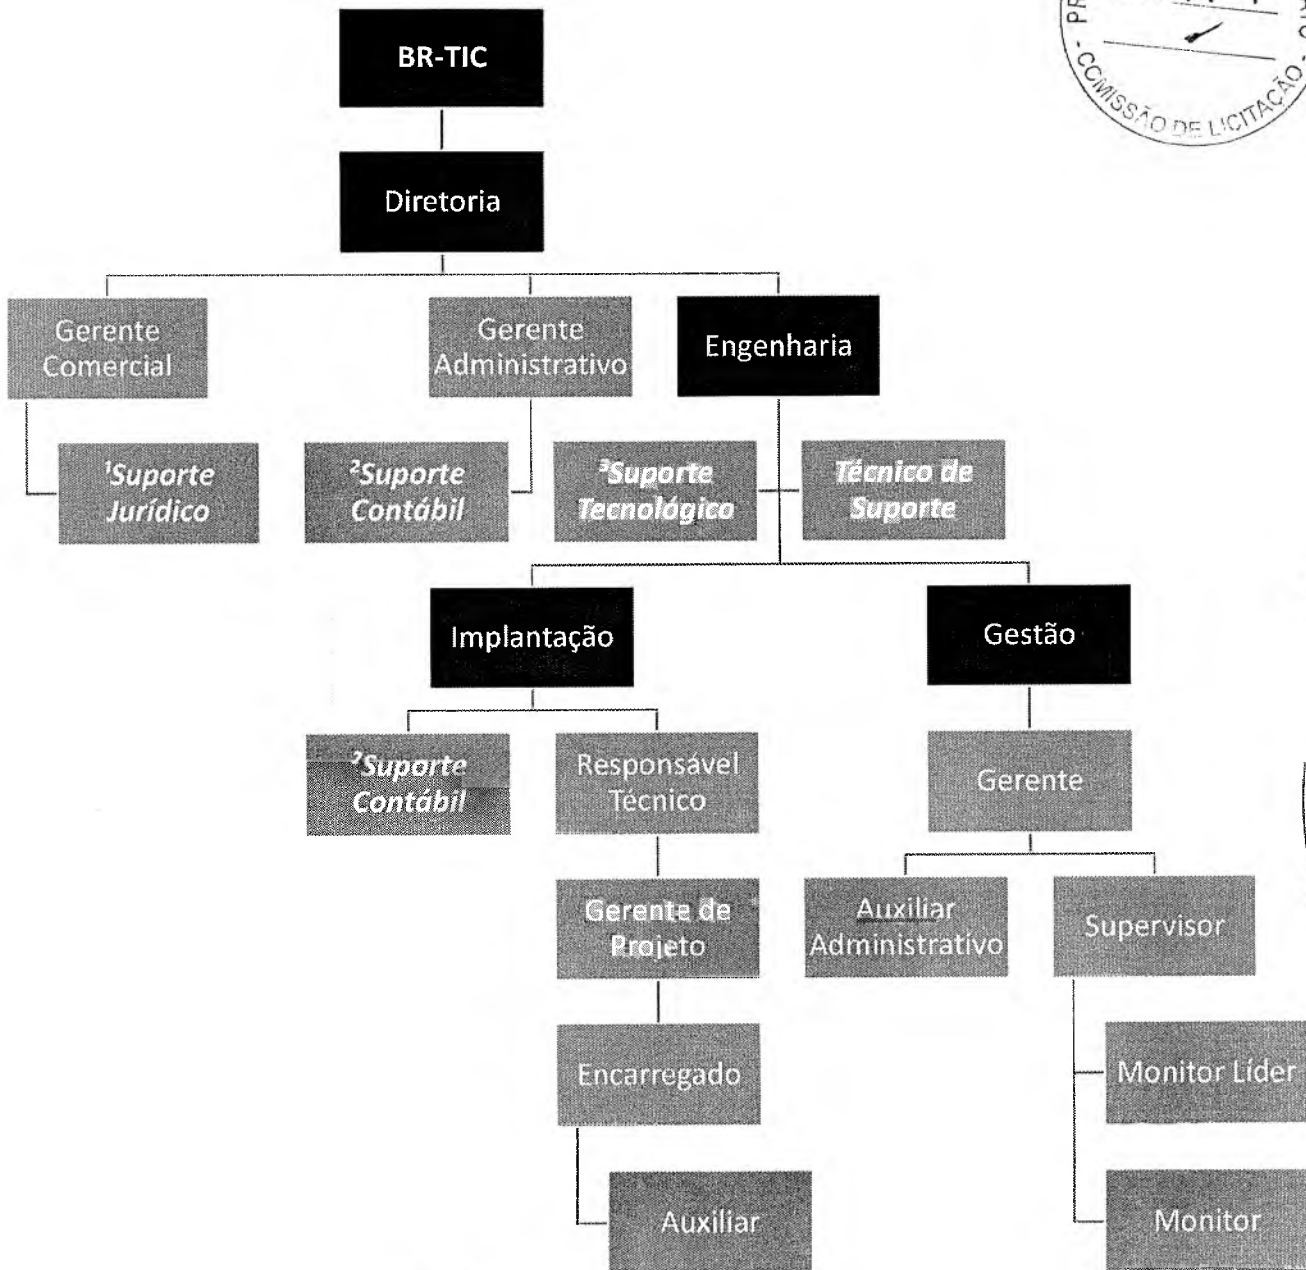 BR-TIC
COMISSÃO DE LICITAÇÃO
Diretoria
Gerente
Comercial
Gerente
Administrativo
Engenharia
¹Suporte
Jurídico
²Suporte
Contábil
³Suporte
Tecnológico
Técnico de
Suporte
Implantação
Gestão
²Suporte
Contábil
Responsável
Técnico
Gerente
Gerente de
Projeto
Auxiliar
Administrativo
Supervisor
Encarregado
Monitor Líder
Auxiliar
Monitor